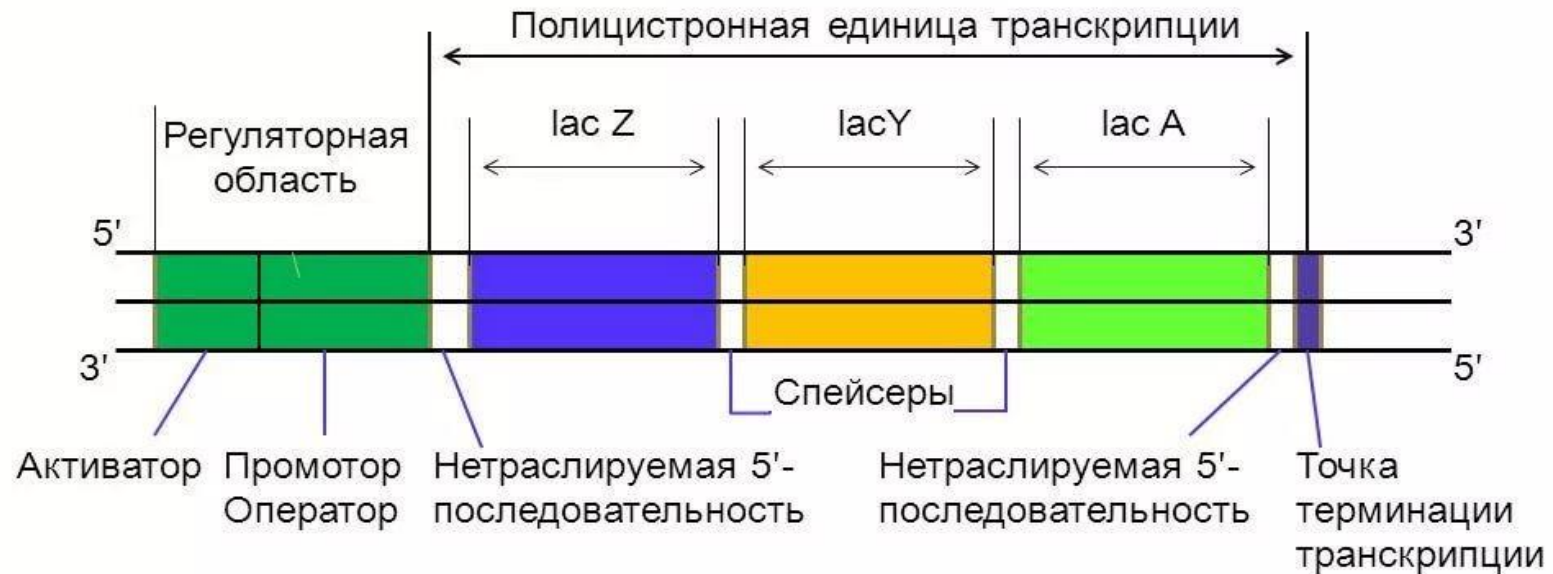 Полицистронная единица транскрипции
Регуляторная
область
lac Z
lacY
lac A
5'
3'
3'
5'
Спейсеры
Активатор
Промотор
Оператор
Нетраслируемая 5'-
последовательность
Нетраслируемая 5'-
последовательность
Точка
терминации
транскрипции